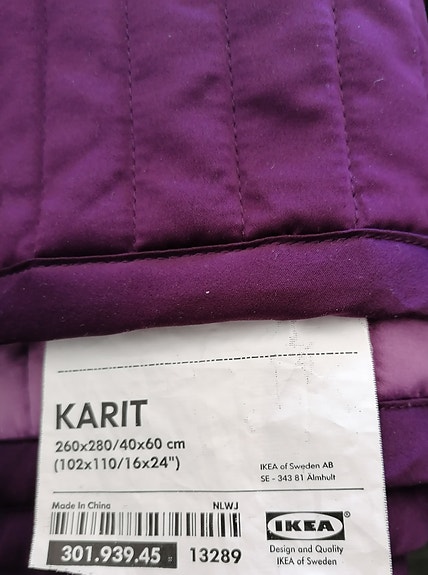 KARIT
260x280/40x60 cm
(102x110/16x24")
IKEA of Sweden AB
SE - 343 81 Älmhult
Made in China
NLWJ
301.939.45 13289
IKEA®
Design and Quality
IKEA of Sweden